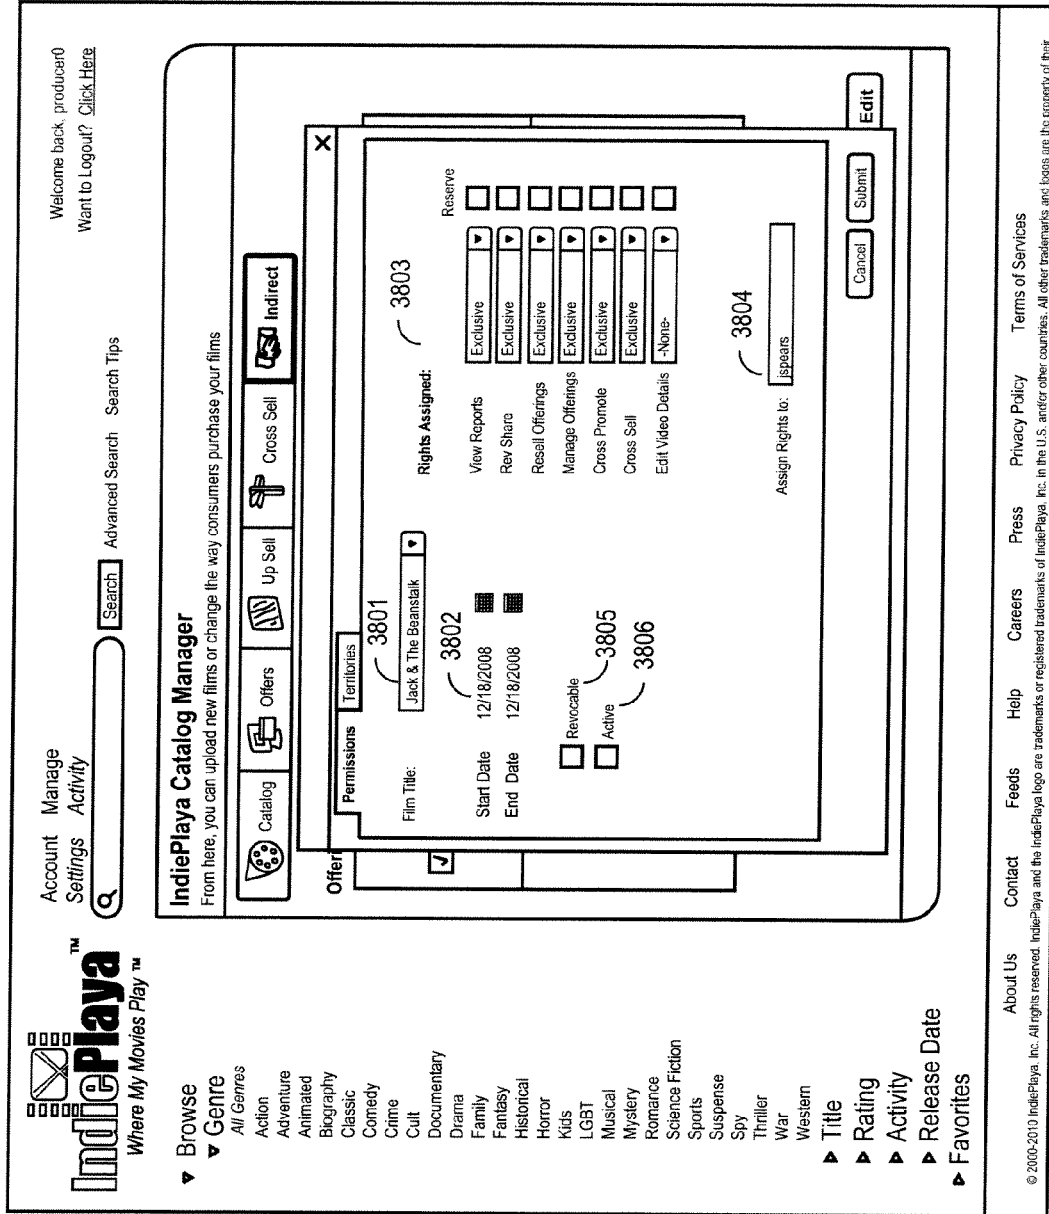 IndiePlaya™
Where My Movies Play ™
Account Manage
Settings Activity
Search Advanced Search Search Tips
Welcome back, producer0
Want to Logout? Click Here
Browse
Genre
All Genres
Action
Adventure
Animated
Biography
Classic
Comedy
Crime
Cult
Documentary
Drama
Family
Fantasy
Historical
Horror
Kids
LGBT
Musical
Mystery
Romance
Science Fiction
Sports
Suspense
Spy
Thriller
War
Western
Title
Rating
Activity
Release Date
Favorites
IndiePlaya Catalog Manager
From here, you can upload new films or change the way consumers purchase your films
Catalog Offers Up Sell Cross Sell Indirect
Offeri
X
Permissions Territories
Film Title: Jack & The Beanstalk
3801
Start Date 12/18/2008
3802
End Date 12/18/2008
Revocable
3805
Active
3806
Rights Assigned:
3803
Reserve
View Reports Exclusive
Rev Share Exclusive
Resell Offerings Exclusive
Manage Offerings Exclusive
Cross Promote Exclusive
Cross Sell Exclusive
Edit Video Details -None-
3804
Assign Rights to: jspears
Cancel Submit
Edit
About Us Contact Feeds Help Careers Press Privacy Policy Terms of Services
© 2000-2010 IndiePlaya, Inc. All rights reserved. IndiePlaya and the IndiePlaya logo are trademarks or registered trademarks of IndiePlaya, Inc. in the U.S. and/or other countries. All other trademarks and logos are the property of their